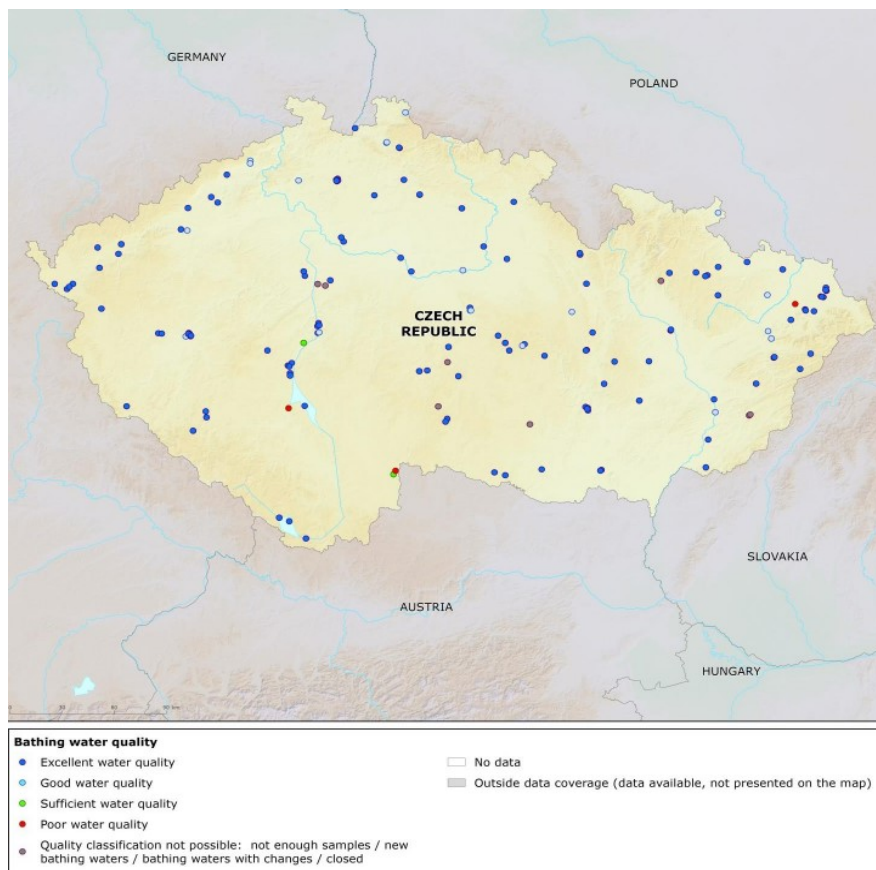 GERMANY
POLAND
CZECH
REPUBLIC
SLOVAKIA
AUSTRIA
HUNGARY
Bathing water quality
Excellent water quality
Good water quality
Sufficient water quality
Poor water quality
Quality classification not possible: not enough samples / new
bathing waters / bathing waters with changes / closed
No data
Outside data coverage (data available, not presented on the map)